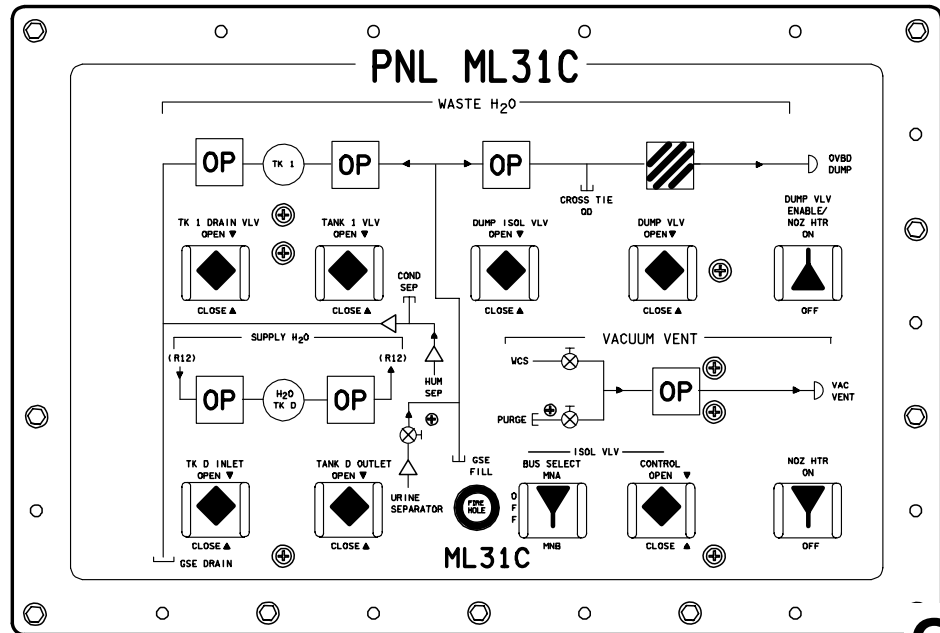 PNL ML31C
WASTE H2O
OP
TK 1
OP
OP
OVBD
DUMP
CROSS TIE
QD
TK 1 DRAIN VLV
OPEN ▼
CLOSE ▲
TANK 1 VLV
OPEN ▼
CLOSE ▲
DUMP ISOL VLV
OPEN ▼
CLOSE ▲
DUMP VLV
OPEN ▼
CLOSE ▲
DUMP VLV
ENABLE/
NOZ HTR
ON
OFF
COND
SEP
SUPPLY H2O
(R12)
(R12)
OP
H2O
TK D
OP
HUM
SEP
VACUUM VENT
WCS
PURGE
OP
VAC
VENT
TK D INLET
OPEN ▼
CLOSE ▲
TANK D OUTLET
OPEN ▼
CLOSE ▲
URINE
SEPARATOR
GSE
FILL
FIRE
HOLE
ISOL VLV
BUS SELECT
MNA
OFF
MNB
CONTROL
OPEN ▼
CLOSE ▲
NOZ HTR
ON
OFF
GSE DRAIN
ML31C